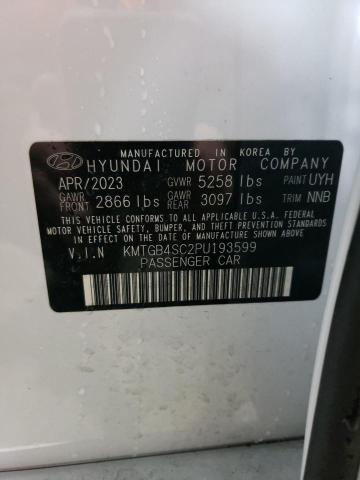 MANUFACTURED IN KOREA BY
HYUNDAI MOTOR COMPANY
APR/2023 GVWR 5258 lbs PAINT UYH
GAWR FRONT 2866 lbs GAWR REAR 3097 lbs TRIM NNB
THIS VEHICLE CONFORMS TO ALL APPLICABLE U.S.A. FEDERAL
MOTOR VEHICLE SAFETY, BUMPER, AND THEFT PREVENTION STANDARDS
IN EFFECT ON THE DATE OF MANUFACTURE SHOWN ABOVE.
V.I.N KMTGB4SC2PU193599
PASSENGER CAR